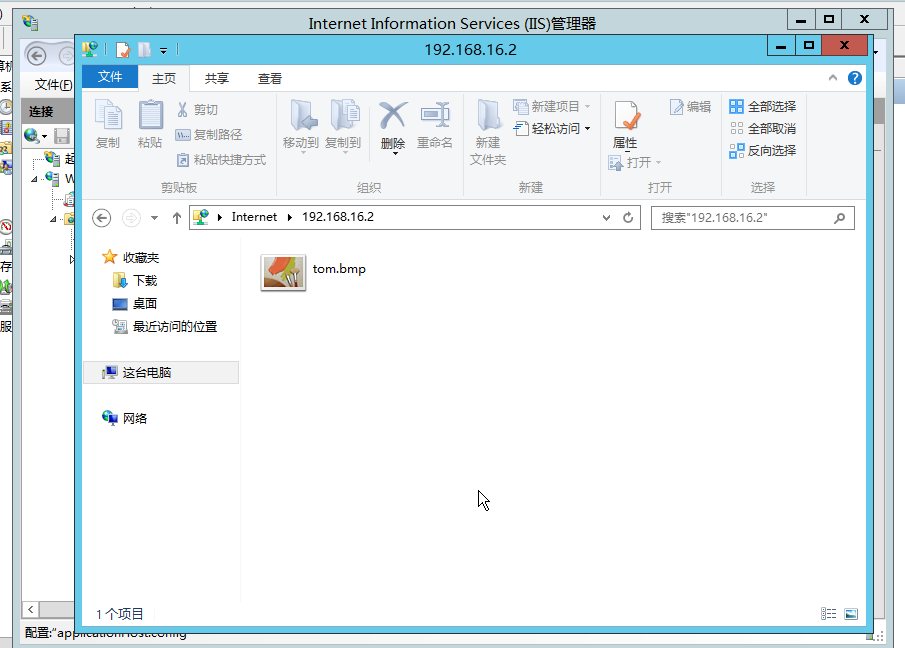 Internet Information Services (IIS)管理器
192.168.16.2
文件(F)
连接
文件
主页
共享
查看
复制
粘贴
剪切
复制路径
粘贴快捷方式
剪贴板
移动到
复制到
删除
重命名
组织
新建
文件夹
新建项目
轻松访问
新建
属性
打开
编辑
打开
全部选择
全部取消
反向选择
选择
Internet
192.168.16.2
搜索"192.168.16.2"
收藏夹
下载
桌面
最近访问的位置
这台电脑
网络
tom.bmp
1 个项目
配置:"applicationHost.config